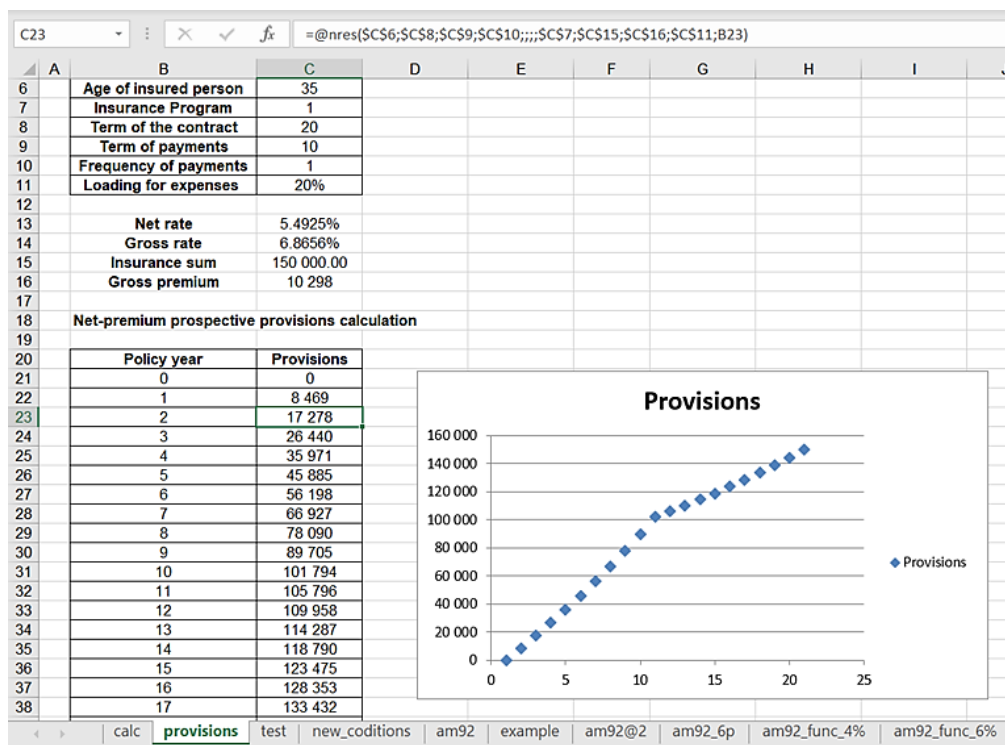 C23 fx =@nres($C$6;$C$8;$C$9;$C$10;;;;$C$7;$C$15;$C$16;$C$11;B23)
A B C D E F G H I J
6 Age of insured person 35
7 Insurance Program 1
8 Term of the contract 20
9 Term of payments 10
10 Frequency of payments 1
11 Loading for expenses 20%
12
13 Net rate 5.4925%
14 Gross rate 6.8656%
15 Insurance sum 150 000.00
16 Gross premium 10 298
17
18 Net-premium prospective provisions calculation
19
20 Policy year Provisions
21 0 0
22 1 8 469
23 2 17 278
24 3 26 440
25 4 35 971
26 5 45 885
27 6 56 198
28 7 66 927
29 8 78 090
30 9 89 705
31 10 101 794
32 11 105 796
33 12 109 958
34 13 114 287
35 14 118 790
36 15 123 475
37 16 128 353
38 17 133 432
Provisions
160 000
140 000
120 000
100 000
80 000
60 000
40 000
20 000
0
0 5 10 15 20 25
Provisions
calc provisions test new_coditions am92 example am92@2 am92_6p am92_func_4% am92_func_6%